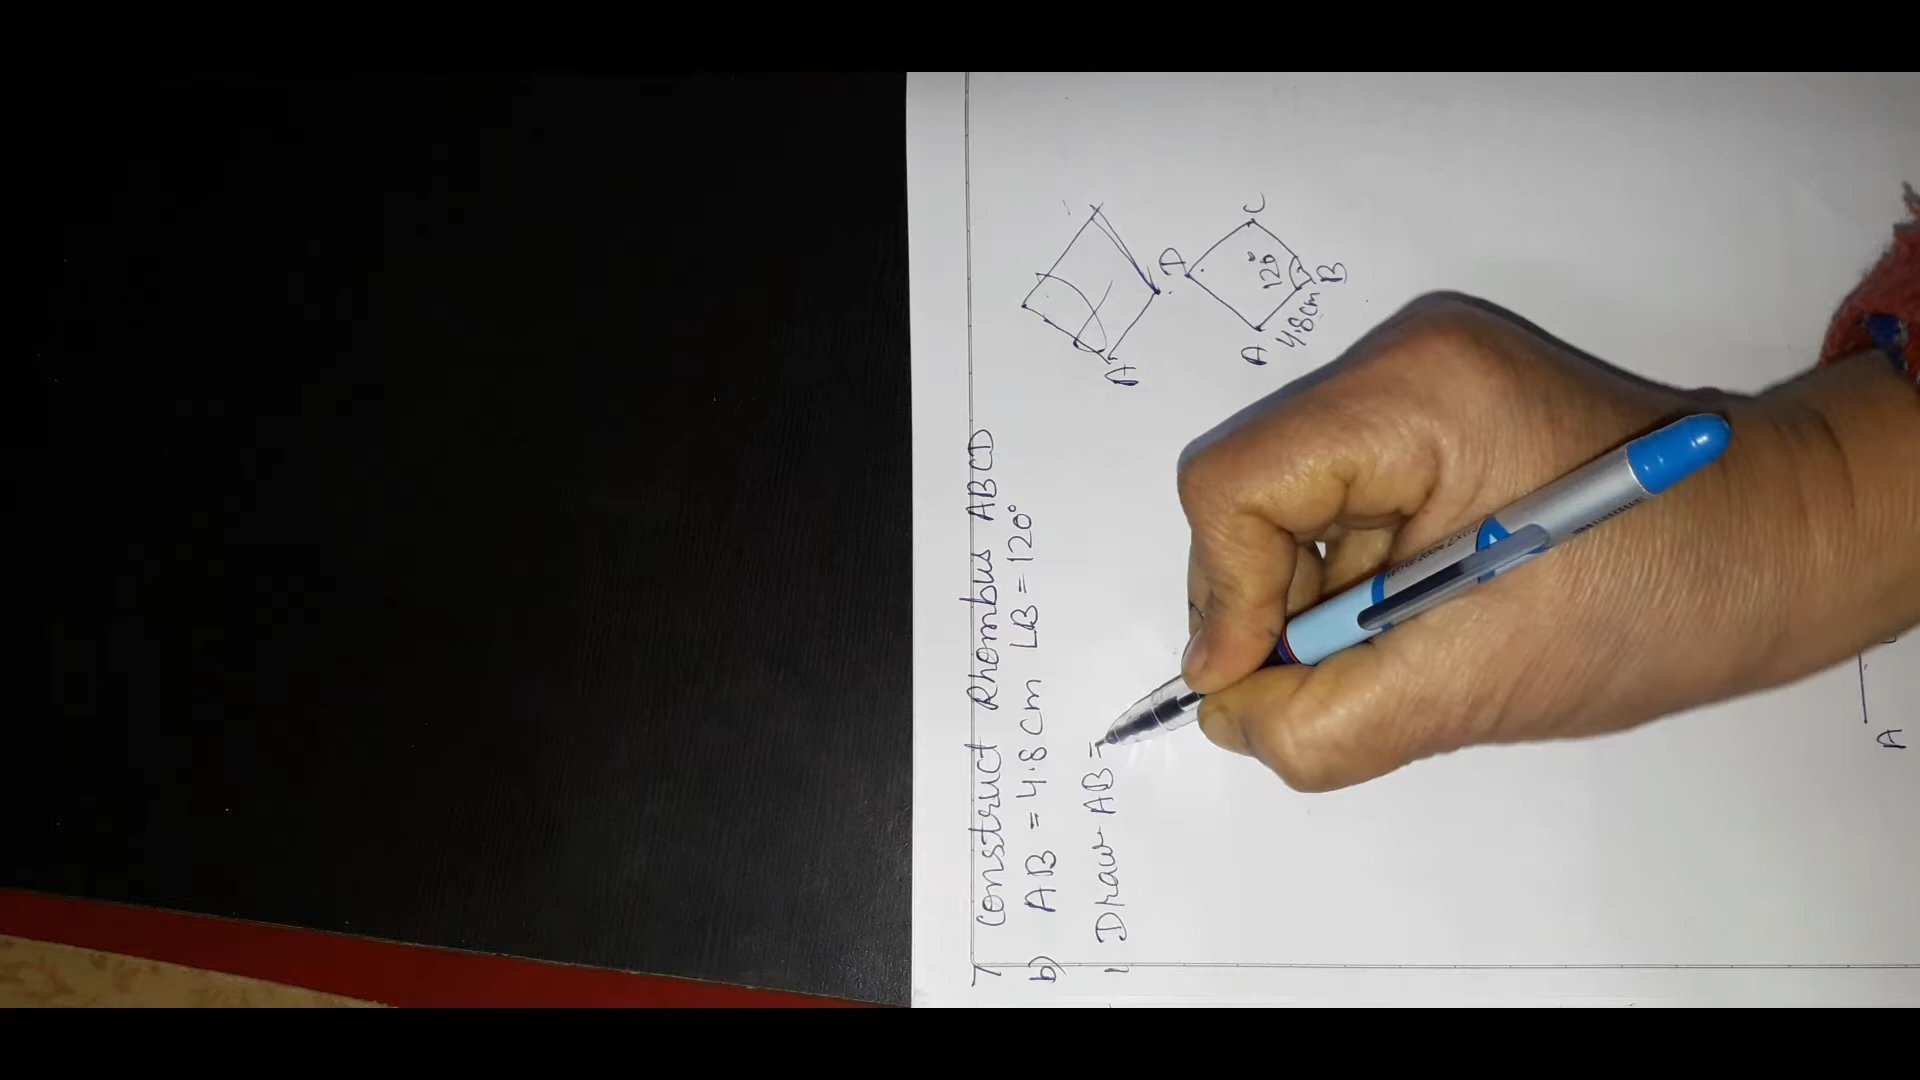 7 Construct Rhombus ABCD
b) AB = 4.8 cm ∠B = 120°
1 Draw AB =
A
D
C
120°
A
4.8cm
B
A